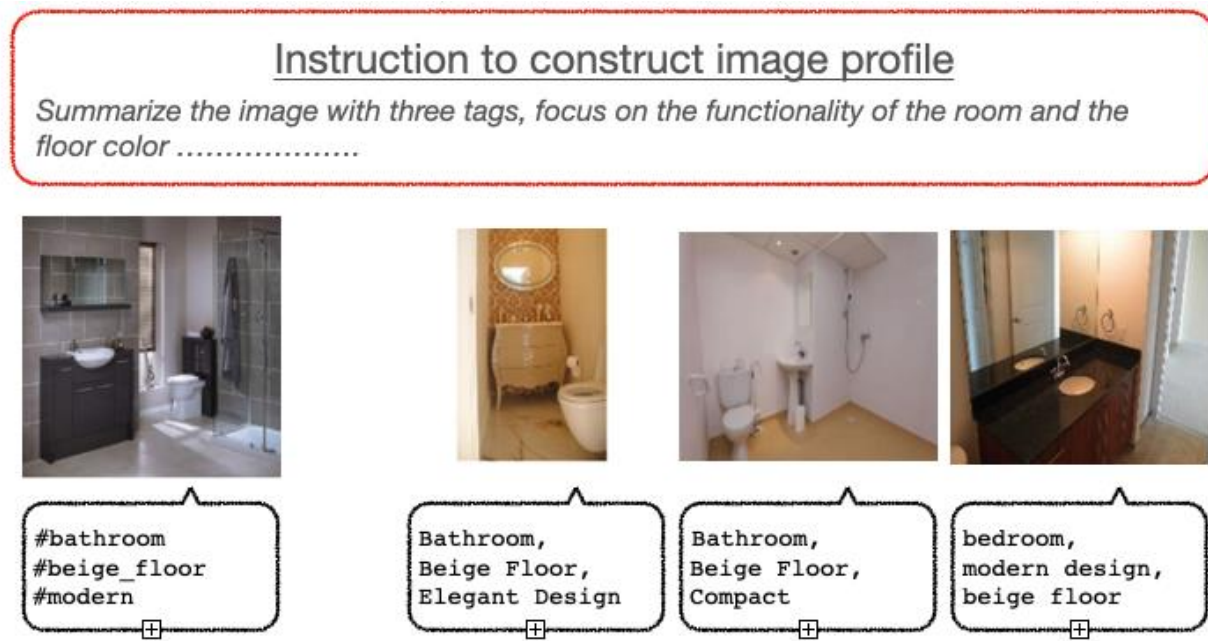 Instruction to construct image profile
Summarize the image with three tags, focus on the functionality of the room and the
floor color ...................
#bathroom
#beige_floor
#modern
Bathroom,
Beige Floor,
Elegant Design
Bathroom,
Beige Floor,
Compact
bedroom,
modern design,
beige floor